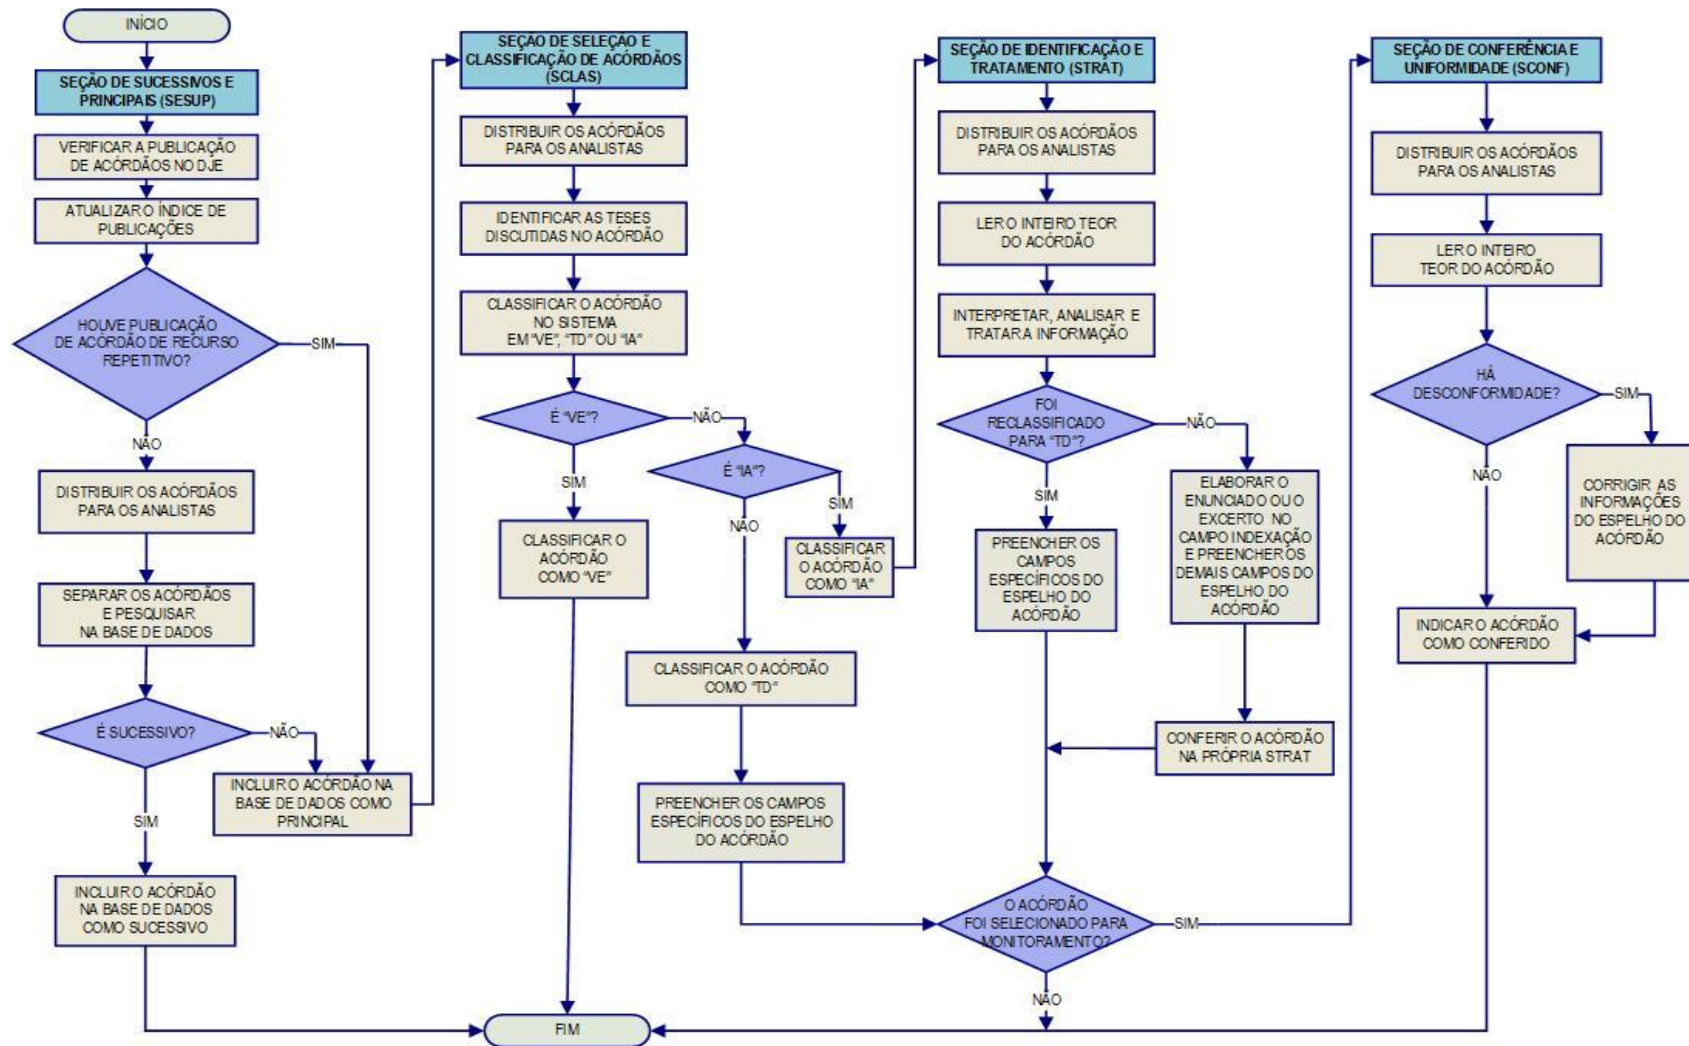 INÍCIO
SEÇÃO DE SUCESSIVOS E
PRINCIPAIS (SESUP)
VERIFICAR A PUBLICAÇÃO
DE ACÓRDÃOS NO DJE
ATUALIZAR O ÍNDICE DE
PUBLICAÇÕES
HOUVE PUBLICAÇÃO
DE ACÓRDÃO DE RECURSO
REPETITIVO?
SIM
NÃO
DISTRIBUIR OS ACÓRDÃOS
PARA OS ANALISTAS
SEPARAR OS ACÓRDÃOS
E PESQUISAR
NA BASE DE DADOS
É SUCESSIVO?
NÃO
SIM
INCLUIR O ACÓRDÃO NA
BASE DE DADOS COMO
PRINCIPAL
INCLUIR O ACÓRDÃO
NA BASE DE DADOS
COMO SUCESSIVO
SEÇÃO DE SELEÇÃO E
CLASSIFICAÇÃO DE ACÓRDÃOS
(SCLAS)
DISTRIBUIR OS ACÓRDÃOS
PARA OS ANALISTAS
IDENTIFICAR AS TESES
DISCUTIDAS NO ACÓRDÃO
CLASSIFICAR O ACÓRDÃO
NO SISTEMA
EM "VE", "TD" OU "IA"
É "VE"?
NÃO
SIM
CLASSIFICAR O
ACÓRDÃO
COMO "VE"
É "IA"?
SIM
NÃO
CLASSIFICAR
O ACÓRDÃO
COMO "IA"
CLASSIFICAR O ACÓRDÃO
COMO "TD"
PREENCHER OS CAMPOS
ESPECÍFICOS DO ESPELHO
DO ACÓRDÃO
SEÇÃO DE IDENTIFICAÇÃO E
TRATAMENTO (STRAT)
DISTRIBUIR OS ACÓRDÃOS
PARA OS ANALISTAS
LER O INTEIRO TEOR
DO ACÓRDÃO
INTERPRETAR, ANALISAR E
TRATAR A INFORMAÇÃO
FOI
RECLASSIFICADO
PARA "TD"?
NÃO
SIM
PREENCHER OS
CAMPOS
ESPECÍFICOS DO
ESPELHO DO
ACÓRDÃO
ELABORAR O
ENUNCIADO OU O
EXCERTO NO
CAMPO INDEXAÇÃO
E PREENCHER OS
DEMAIS CAMPOS DO
ESPELHO DO
ACÓRDÃO
CONFERIR O ACÓRDÃO
NA PRÓPRIA STRAT
O ACÓRDÃO
FOI SELECIONADO PARA
MONITORAMENTO?
SIM
NÃO
SEÇÃO DE CONFERÊNCIA E
UNIFORMIDADE (SCONF)
DISTRIBUIR OS ACÓRDÃOS
PARA OS ANALISTAS
LER O INTEIRO
TEOR DO ACÓRDÃO
HÁ
DESCONFORMIDADE?
SIM
NÃO
CORRIGIR AS
INFORMAÇÕES
DO ESPELHO DO
ACÓRDÃO
INDICAR O ACÓRDÃO
COMO CONFERIDO
FIM